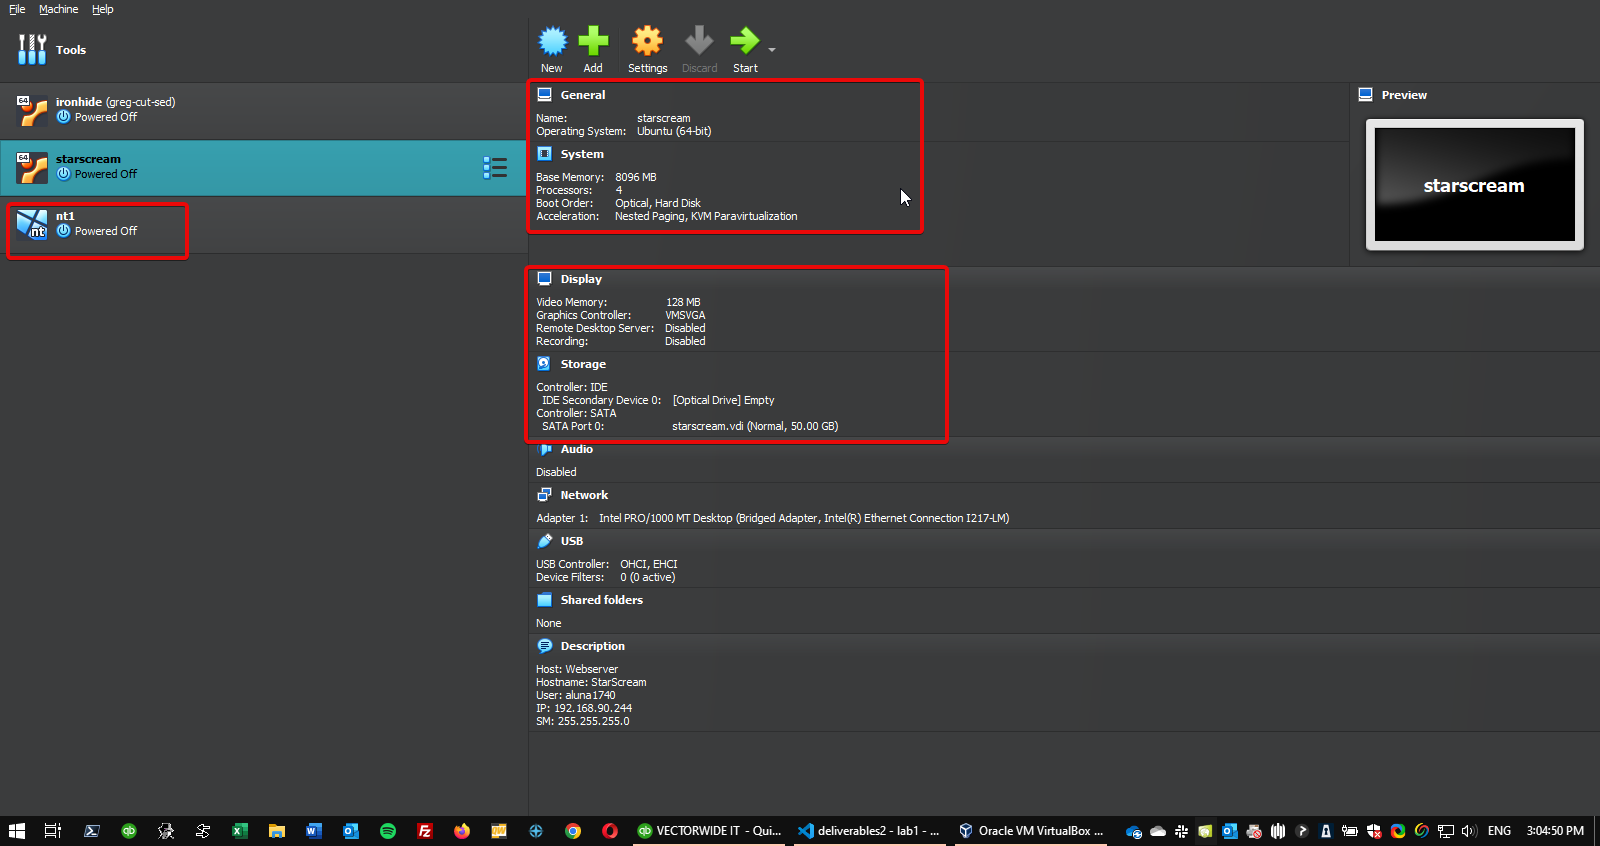 File Machine Help
Tools
New Add Settings Discard Start
64
ironhide (greg-cut-sed)
Powered Off
64
starscream
Powered Off
nt
nt1
Powered Off
General
Name: starscream
Operating System: Ubuntu (64-bit)
System
Base Memory: 8096 MB
Processors: 4
Boot Order: Optical, Hard Disk
Acceleration: Nested Paging, KVM Paravirtualization
Preview
starscream
Display
Video Memory: 128 MB
Graphics Controller: VMSVGA
Remote Desktop Server: Disabled
Recording: Disabled
Storage
Controller: IDE
IDE Secondary Device 0: [Optical Drive] Empty
Controller: SATA
SATA Port 0: starscream.vdi (Normal, 50.00 GB)
Audio
Disabled
Network
Adapter 1: Intel PRO/1000 MT Desktop (Bridged Adapter, Intel(R) Ethernet Connection I217-LM)
USB
USB Controller: OHCI, EHCI
Device Filters: 0 (0 active)
Shared folders
None
Description
Host: Webserver
Hostname: StarScream
User: aluna1740
IP: 192.168.90.244
SM: 255.255.255.0
VECTORWIDE IT - Qui... deliverables2 - lab1 - ... Oracle VM VirtualBox ... ENG 3:04:50 PM